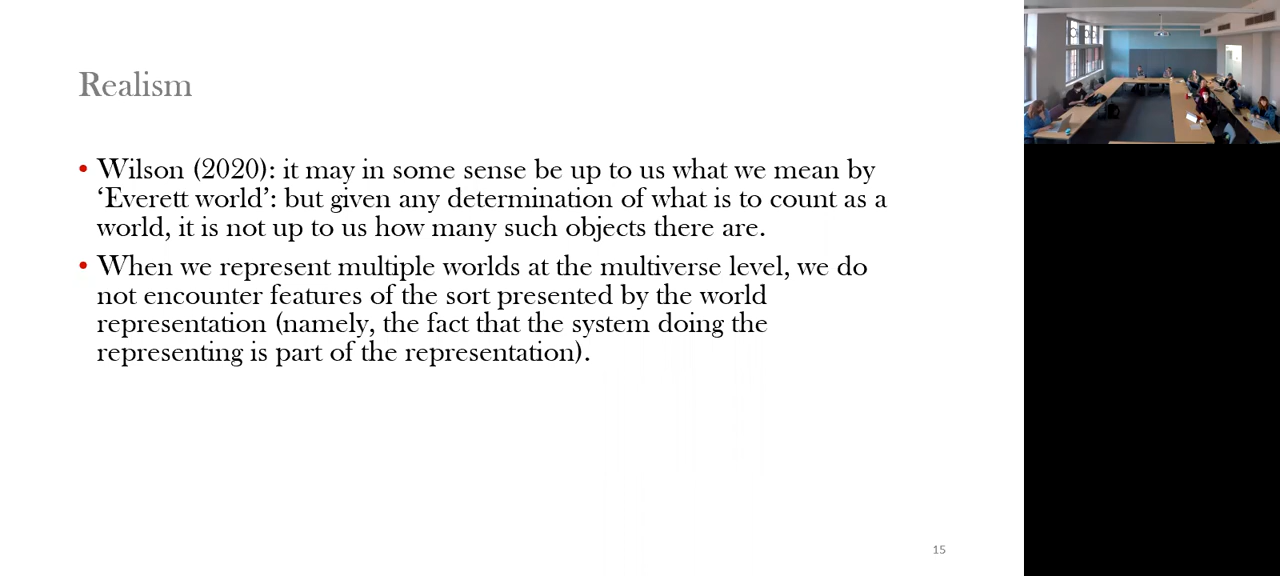 Realism
• Wilson (2020): it may in some sense be up to us what we mean by
‘Everett world’: but given any determination of what is to count as a
world, it is not up to us how many such objects there are.
• When we represent multiple worlds at the multiverse level, we do
not encounter features of the sort presented by the world
representation (namely, the fact that the system doing the
representing is part of the representation).
15